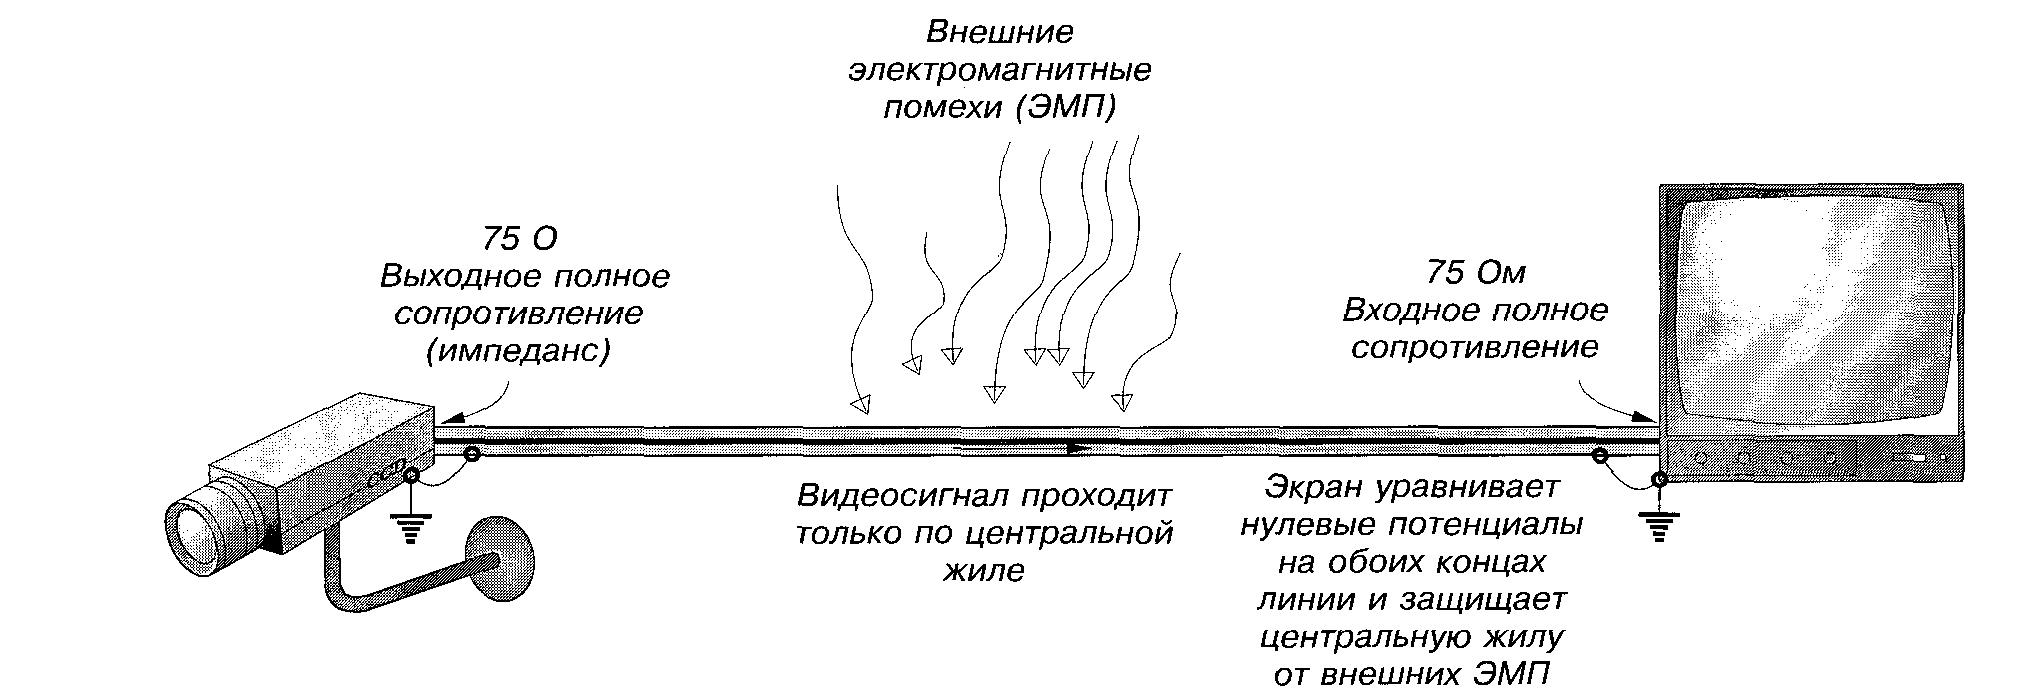 Внешние
электромагнитные
помехи (ЭМП)
75 О
Выходное полное
сопротивление
(импеданс)
75 Ом
Входное полное
сопротивление
CCD
Видеосигнал проходит
только по центральной
жиле
Экран уравнивает
нулевые потенциалы
на обоих концах
линии и защищает
центральную жилу
от внешних ЭМП